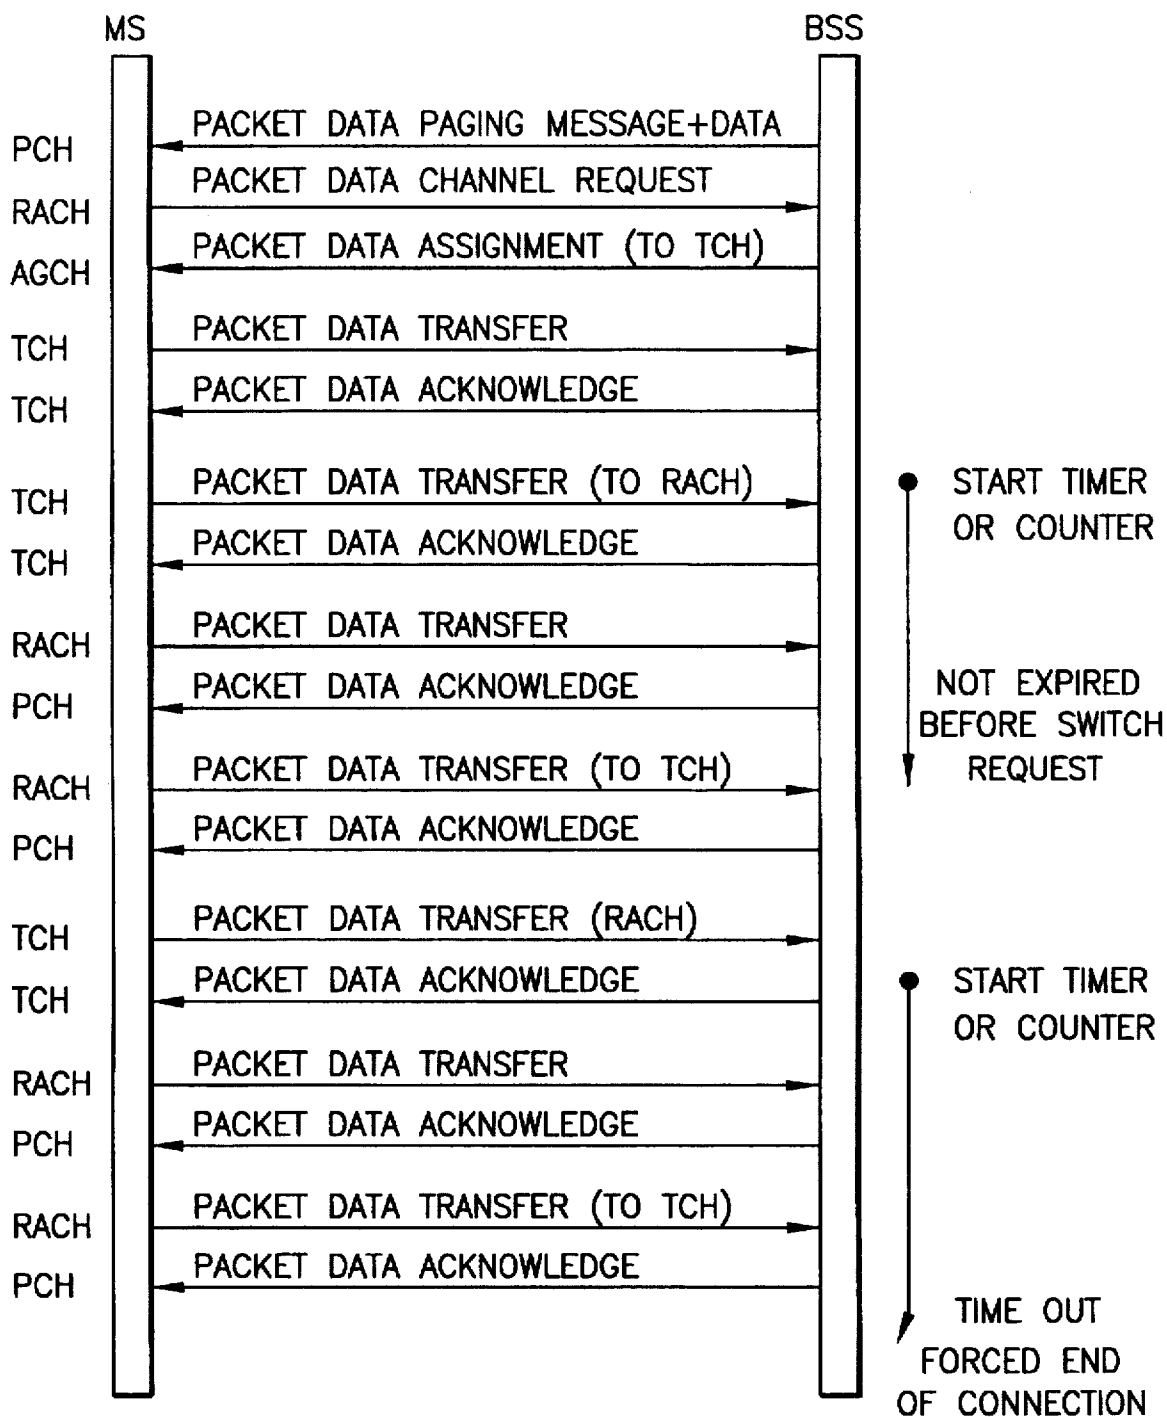 MS
BSS
PACKET DATA PAGING MESSAGE+DATA
PCH
PACKET DATA CHANNEL REQUEST
RACH
PACKET DATA ASSIGNMENT (TO TCH)
AGCH
PACKET DATA TRANSFER
TCH
PACKET DATA ACKNOWLEDGE
TCH
PACKET DATA TRANSFER (TO RACH)
TCH
START TIMER
OR COUNTER
PACKET DATA ACKNOWLEDGE
TCH
PACKET DATA TRANSFER
RACH
PACKET DATA ACKNOWLEDGE
PCH
NOT EXPIRED
BEFORE SWITCH
REQUEST
PACKET DATA TRANSFER (TO TCH)
RACH
PACKET DATA ACKNOWLEDGE
PCH
PACKET DATA TRANSFER (RACH)
TCH
PACKET DATA ACKNOWLEDGE
TCH
START TIMER
OR COUNTER
PACKET DATA TRANSFER
RACH
PACKET DATA ACKNOWLEDGE
PCH
PACKET DATA TRANSFER (TO TCH)
RACH
PACKET DATA ACKNOWLEDGE
PCH
TIME OUT
FORCED END
OF CONNECTION